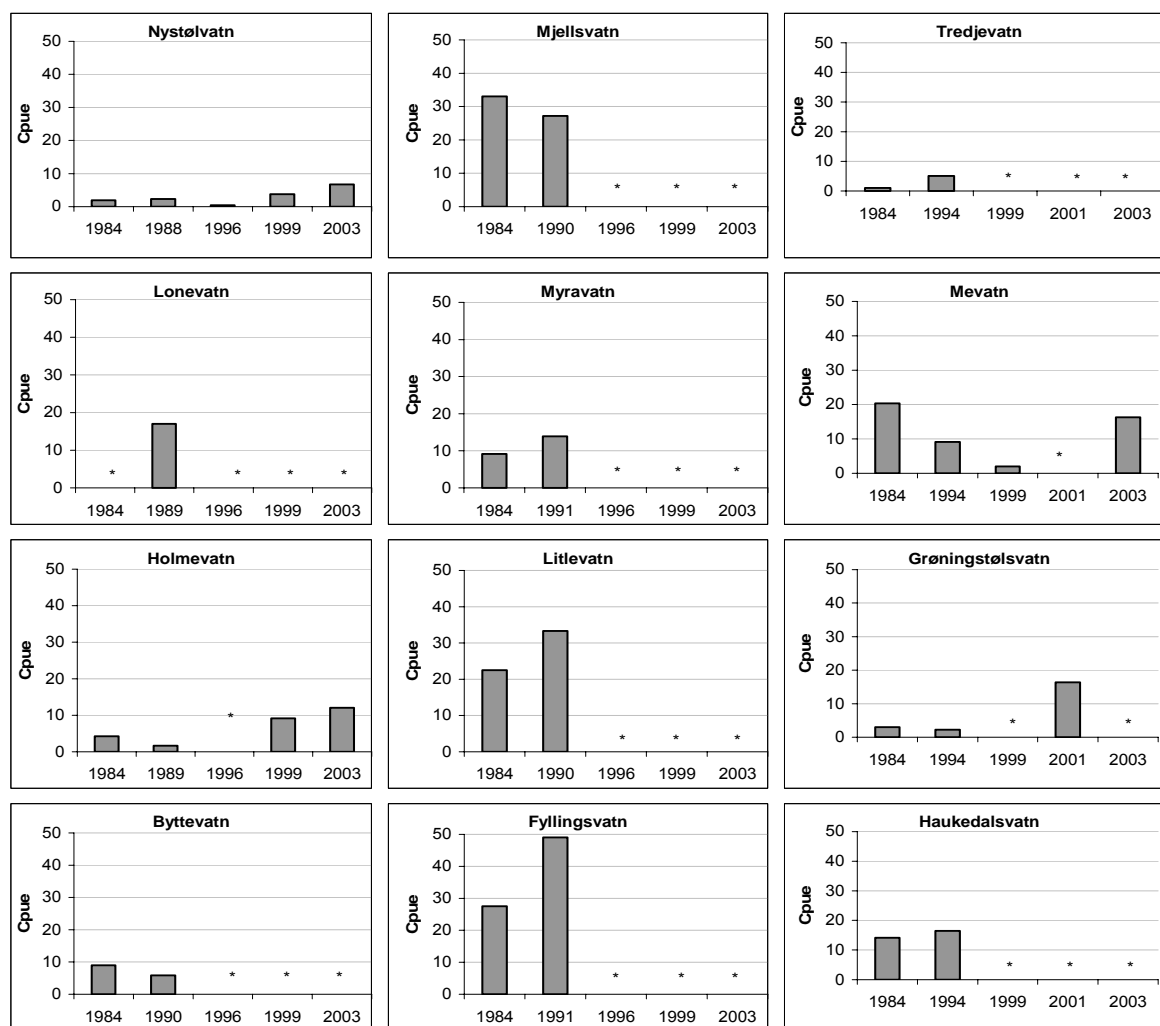 Nystølvatn
50
40
30
20
10
0
Cpue
1984 1988 1996 1999 2003
Mjellsvatn
50
40
30
20
10
0
Cpue
* * *
1984 1990 1996 1999 2003
Tredjevatn
50
40
30
20
10
0
Cpue
* * *
1984 1994 1999 2001 2003
Lonevatn
50
40
30
20
10
0
Cpue
* * * *
1984 1989 1996 1999 2003
Myravatn
50
40
30
20
10
0
Cpue
* * *
1984 1991 1996 1999 2003
Mevatn
50
40
30
20
10
0
Cpue
*
1984 1994 1999 2001 2003
Holmevatn
50
40
30
20
10
0
Cpue
*
1984 1989 1996 1999 2003
Litlevatn
50
40
30
20
10
0
Cpue
* * *
1984 1990 1996 1999 2003
Grøningstølsvatn
50
40
30
20
10
0
Cpue
* *
1984 1994 1999 2001 2003
Byttevatn
50
40
30
20
10
0
Cpue
* * *
1984 1990 1996 1999 2003
Fyllingsvatn
50
40
30
20
10
0
Cpue
* * *
1984 1991 1996 1999 2003
Haukedalsvatn
50
40
30
20
10
0
Cpue
* * *
1984 1994 1999 2001 2003